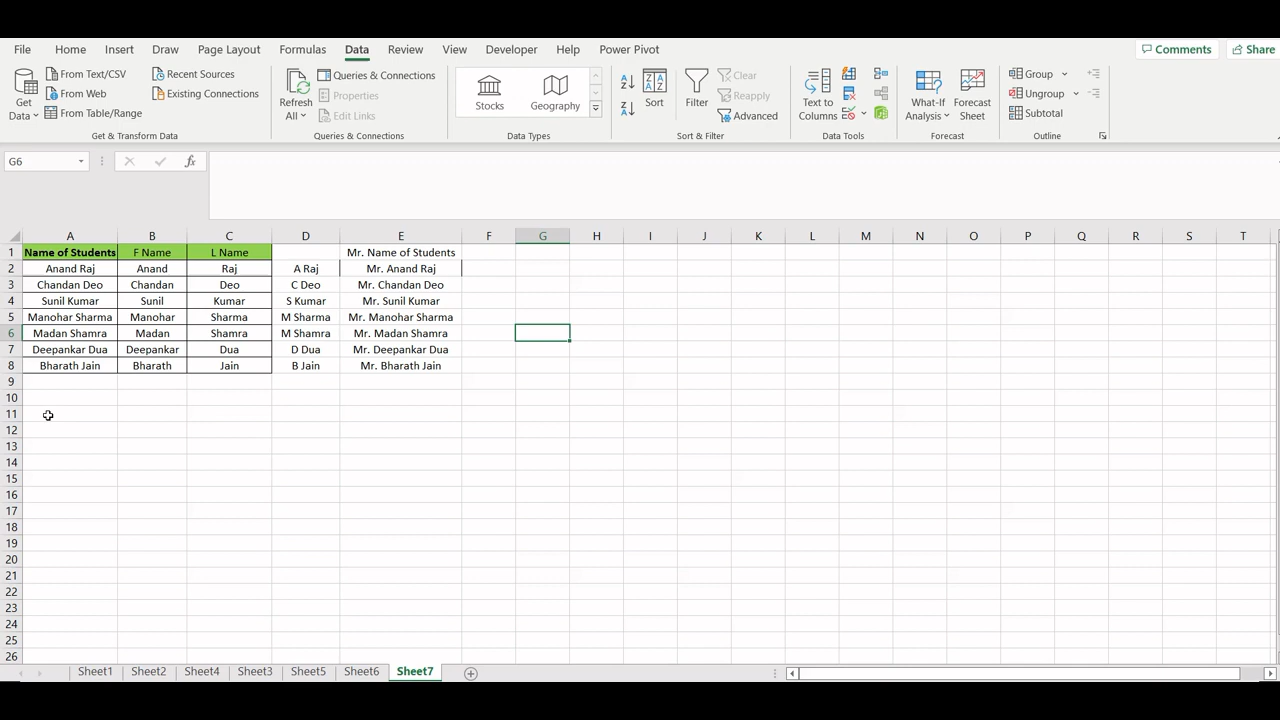 File Home Insert Draw Page Layout Formulas Data Review View Developer Help Power Pivot Comments Share
Get Data From Text/CSV From Web From Table/Range Recent Sources Existing Connections
Get & Transform Data
Refresh All Queries & Connections Properties Edit Links
Queries & Connections
Stocks Geography
Data Types
Sort Filter Clear Reapply Advanced
Sort & Filter
Text to Columns
Data Tools
What-If Analysis Forecast Sheet
Forecast
Group Ungroup Subtotal
Outline
G6 fx
A B C D E F G H I J K L M N O P Q R S T
1 Name of Students F Name L Name Mr. Name of Students
2 Anand Raj Anand Raj A Raj Mr. Anand Raj
3 Chandan Deo Chandan Deo C Deo Mr. Chandan Deo
4 Sunil Kumar Sunil Kumar S Kumar Mr. Sunil Kumar
5 Manohar Sharma Manohar Sharma M Sharma Mr. Manohar Sharma
6 Madan Shamra Madan Shamra M Shamra Mr. Madan Shamra
7 Deepankar Dua Deepankar Dua D Dua Mr. Deepankar Dua
8 Bharath Jain Bharath Jain B Jain Mr. Bharath Jain
9
10
11
12
13
14
15
16
17
18
19
20
21
22
23
24
25
26
Sheet1 Sheet2 Sheet4 Sheet3 Sheet5 Sheet6 Sheet7